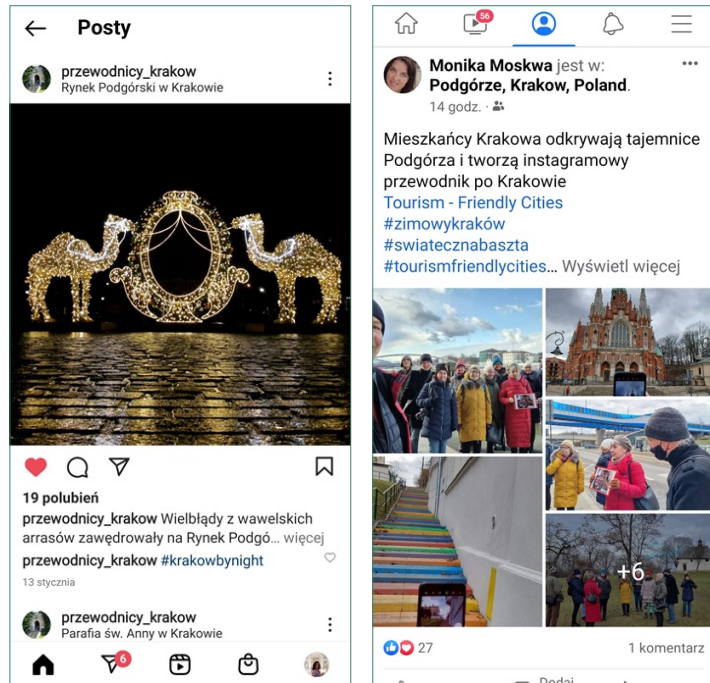 Posty
przewodnicy_krakow
Rynek Podgórski w Krakowie
19 polubień
przewodnicy_krakow Wielbłądy z wawelskich
arrasów zawędrowały na Rynek Podgó... więcej
przewodnicy_krakow #krakowbynight
13 stycznia
przewodnicy_krakow
Parafia św. Anny w Krakowie
6
56
Monika Moskwa jest w:
Podgórze, Krakow, Poland.
14 godz.
Mieszkańcy Krakowa odkrywają tajemnice
Podgórza i tworzą instagramowy
przewodnik po Krakowie
Tourism - Friendly Cities
#zimowykraków
#swiatecznabaszta
#tourismfriendlycities... Wyświetl więcej
+6
27
1 komentarz
Dodaj